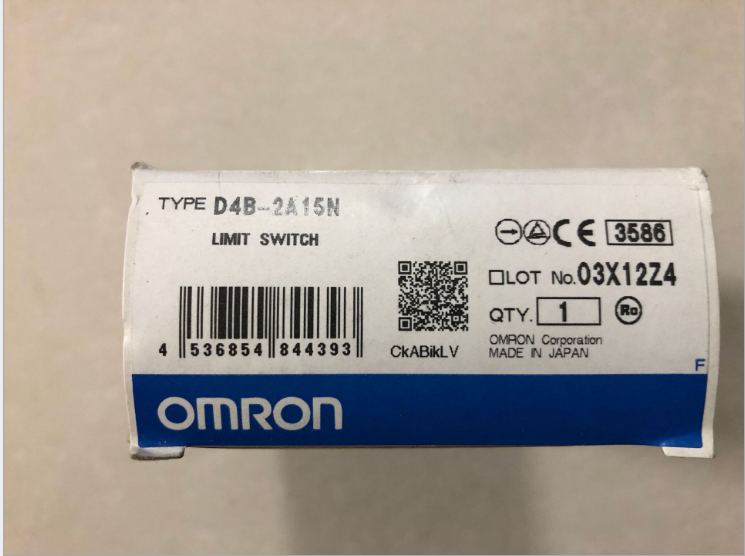 TYPE D4B-2A15N
LIMIT SWITCH
CE 3586
LOT No. 03X12Z4
QTY. 1 Ro
4 536854 844393
CkABikLV
OMRON Corporation
MADE IN JAPAN
F
OMRON